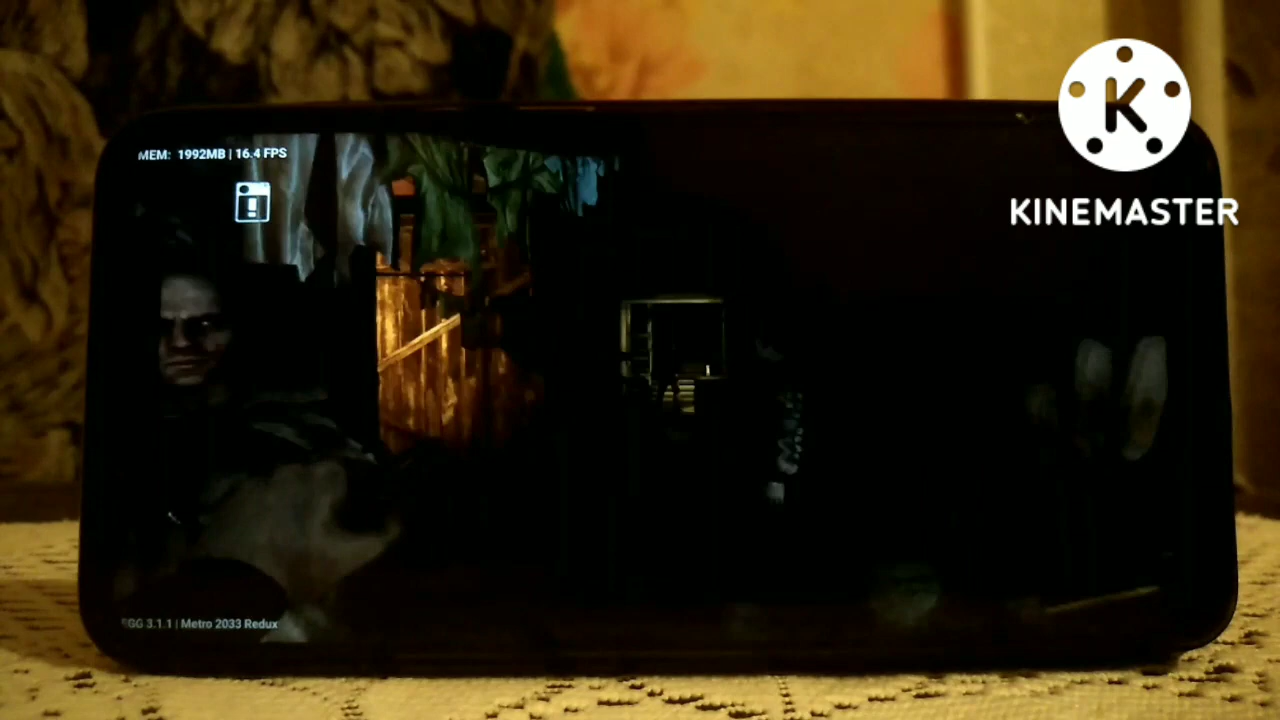 MEM: 1992MB | 16.4 FPS
K
KINEMASTER
EGG 3.1.1 | Metro 2033 Redux